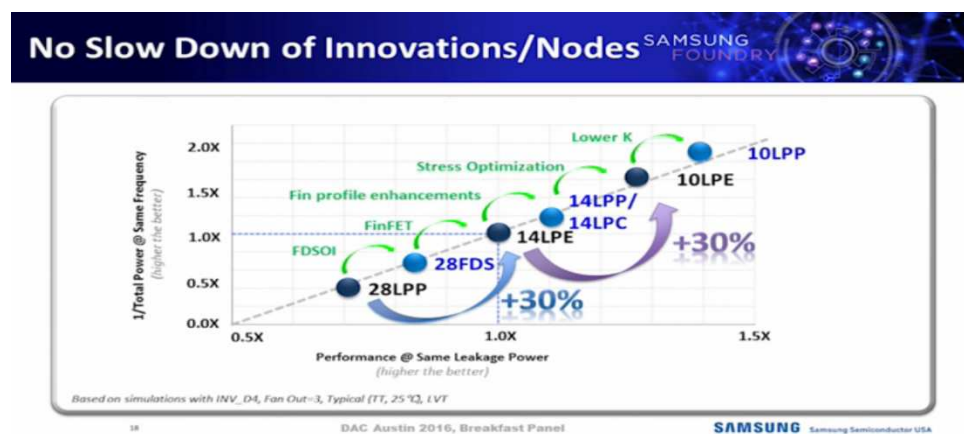 No Slow Down of Innovations/Nodes
SAMSUNG
FOUNDRY
1/Total Power @ Same Frequency
(higher the better)
2.0X
1.5X
1.0X
0.5X
0.0X
Lower K
10LPP
Stress Optimization
10LPE
Fin profile enhancements
14LPP/
14LPC
FinFET
14LPE
+30%
FDSOI
28FDS
28LPP
+30%
0.5X
1.0X
1.5X
Performance @ Same Leakage Power
(higher the better)
Based on simulations with INV_D4, Fan Out=3, Typical (TT, 25℃), LVT
18
DAC Austin 2016, Breakfast Panel
SAMSUNG Samsung Semiconductor USA